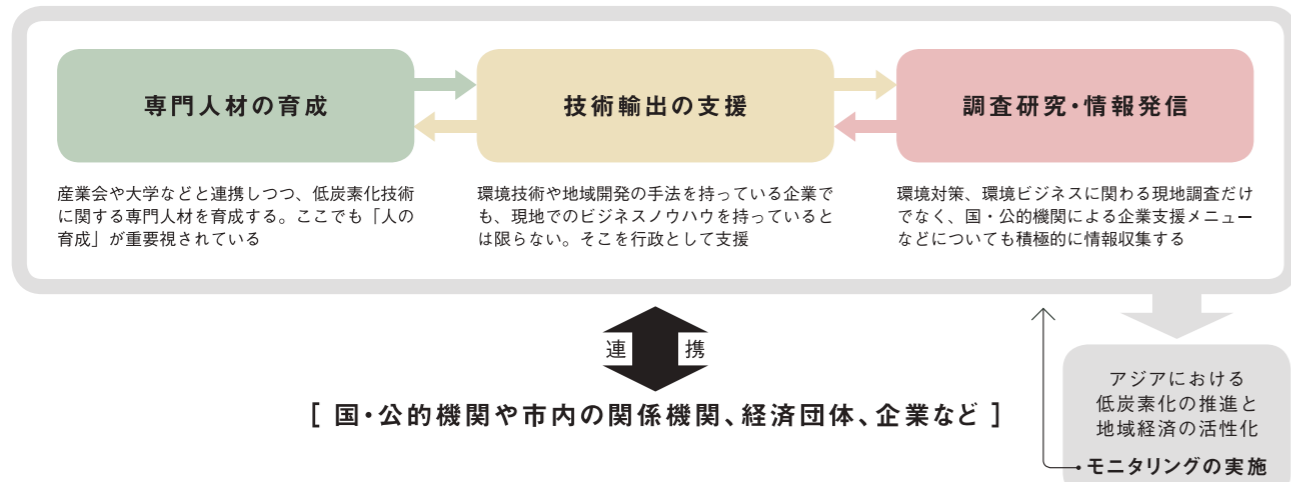 専門人材の育成
産業会や大学などと連携しつつ、低炭素化技術
に関する専門人材を育成する。ここでも「人の
育成」が重要視されている
技術輸出の支援
環境技術や地域開発の手法を持っている企業で
も、現地でのビジネスノウハウを持っていると
は限らない。そこを行政として支援
調査研究・情報発信
環境対策、環境ビジネスに関わる現地調査だけ
でなく、国・公的機関による企業支援メニュー
などについても積極的に情報収集する
連 携
[ 国・公的機関や市内の関係機関、経済団体、企業など ]
アジアにおける
低炭素化の推進と
地域経済の活性化
モニタリングの実施